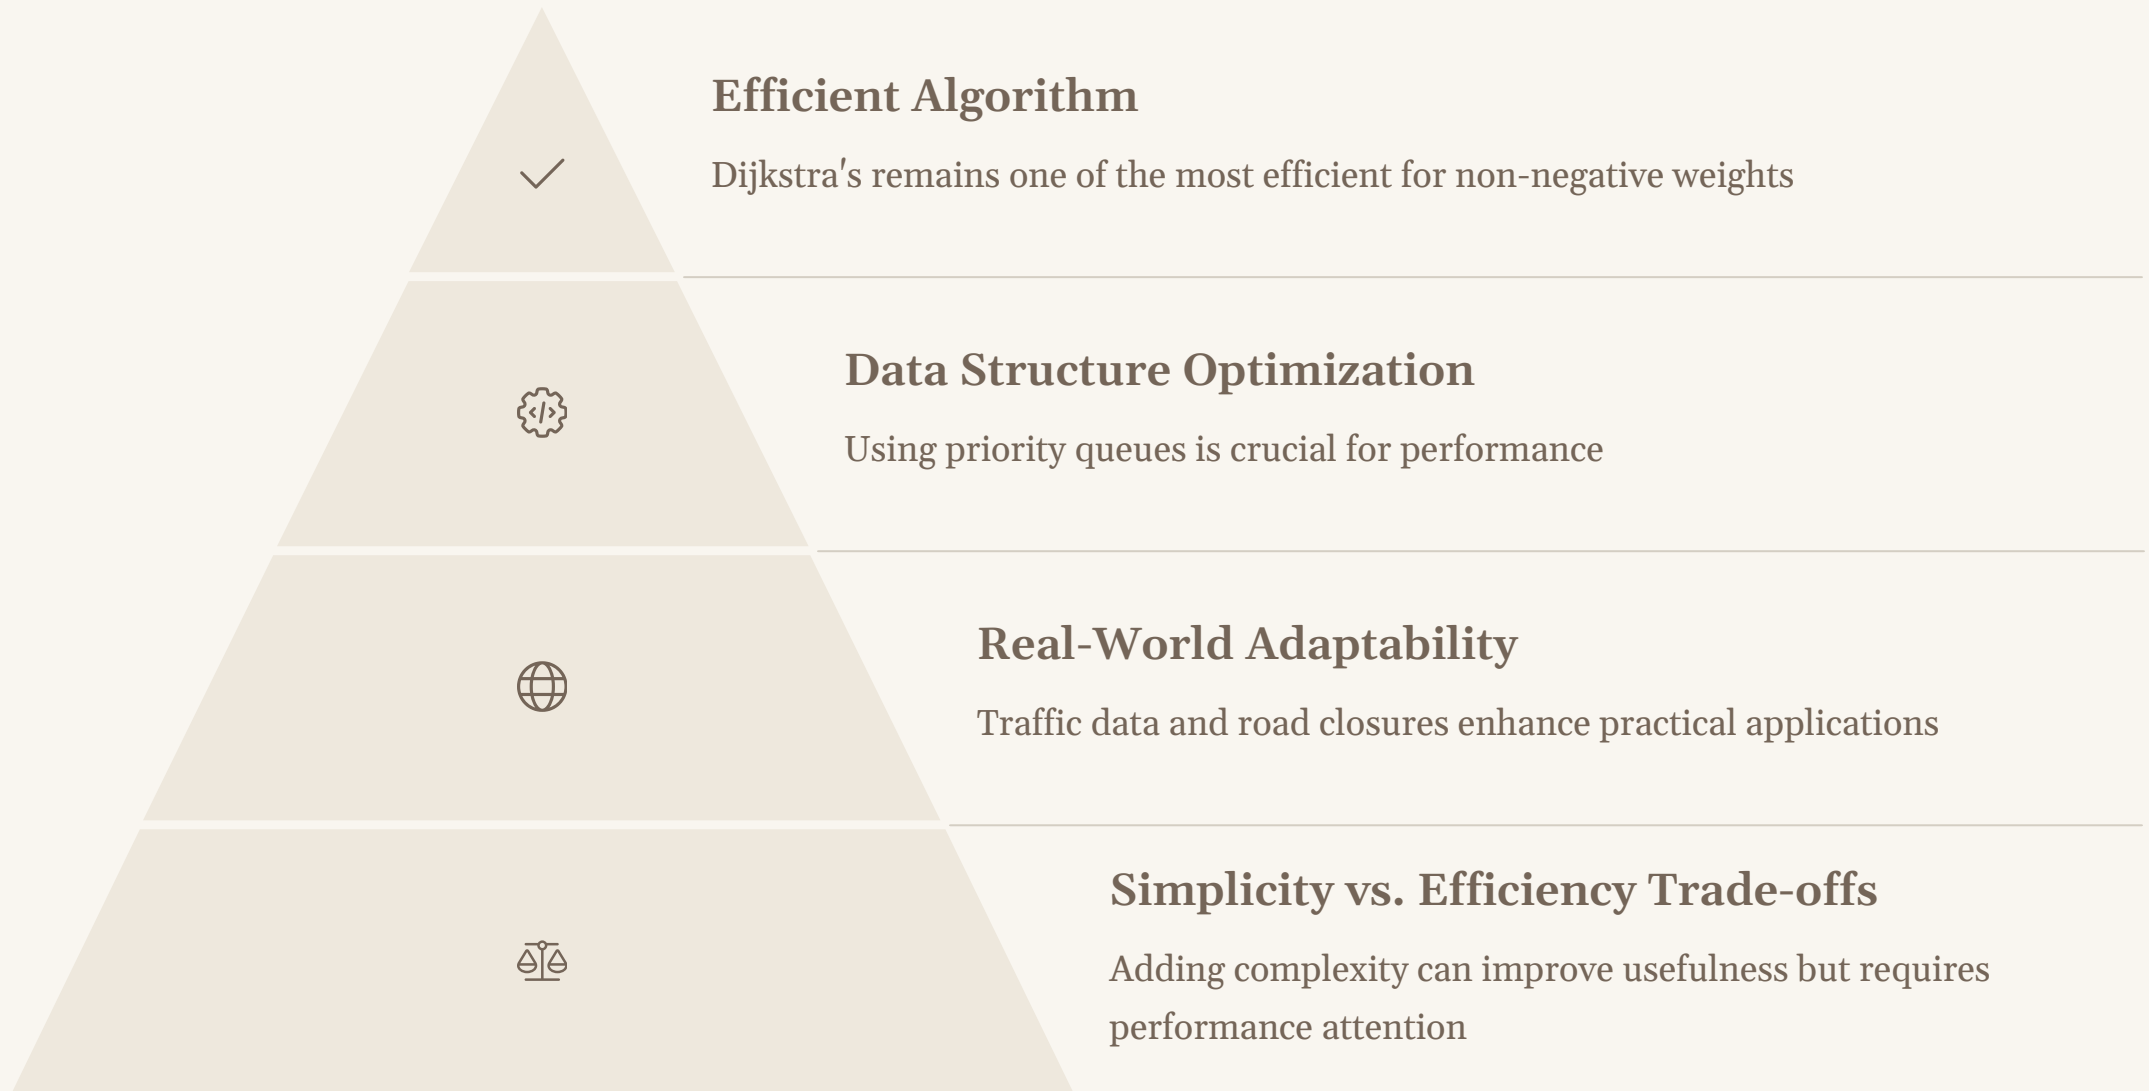 Efficient Algorithm
Dijkstra's remains one of the most efficient for non-negative weights
Data Structure Optimization
Using priority queues is crucial for performance
Real-World Adaptability
Traffic data and road closures enhance practical applications
Simplicity vs. Efficiency Trade-offs
Adding complexity can improve usefulness but requires
performance attention